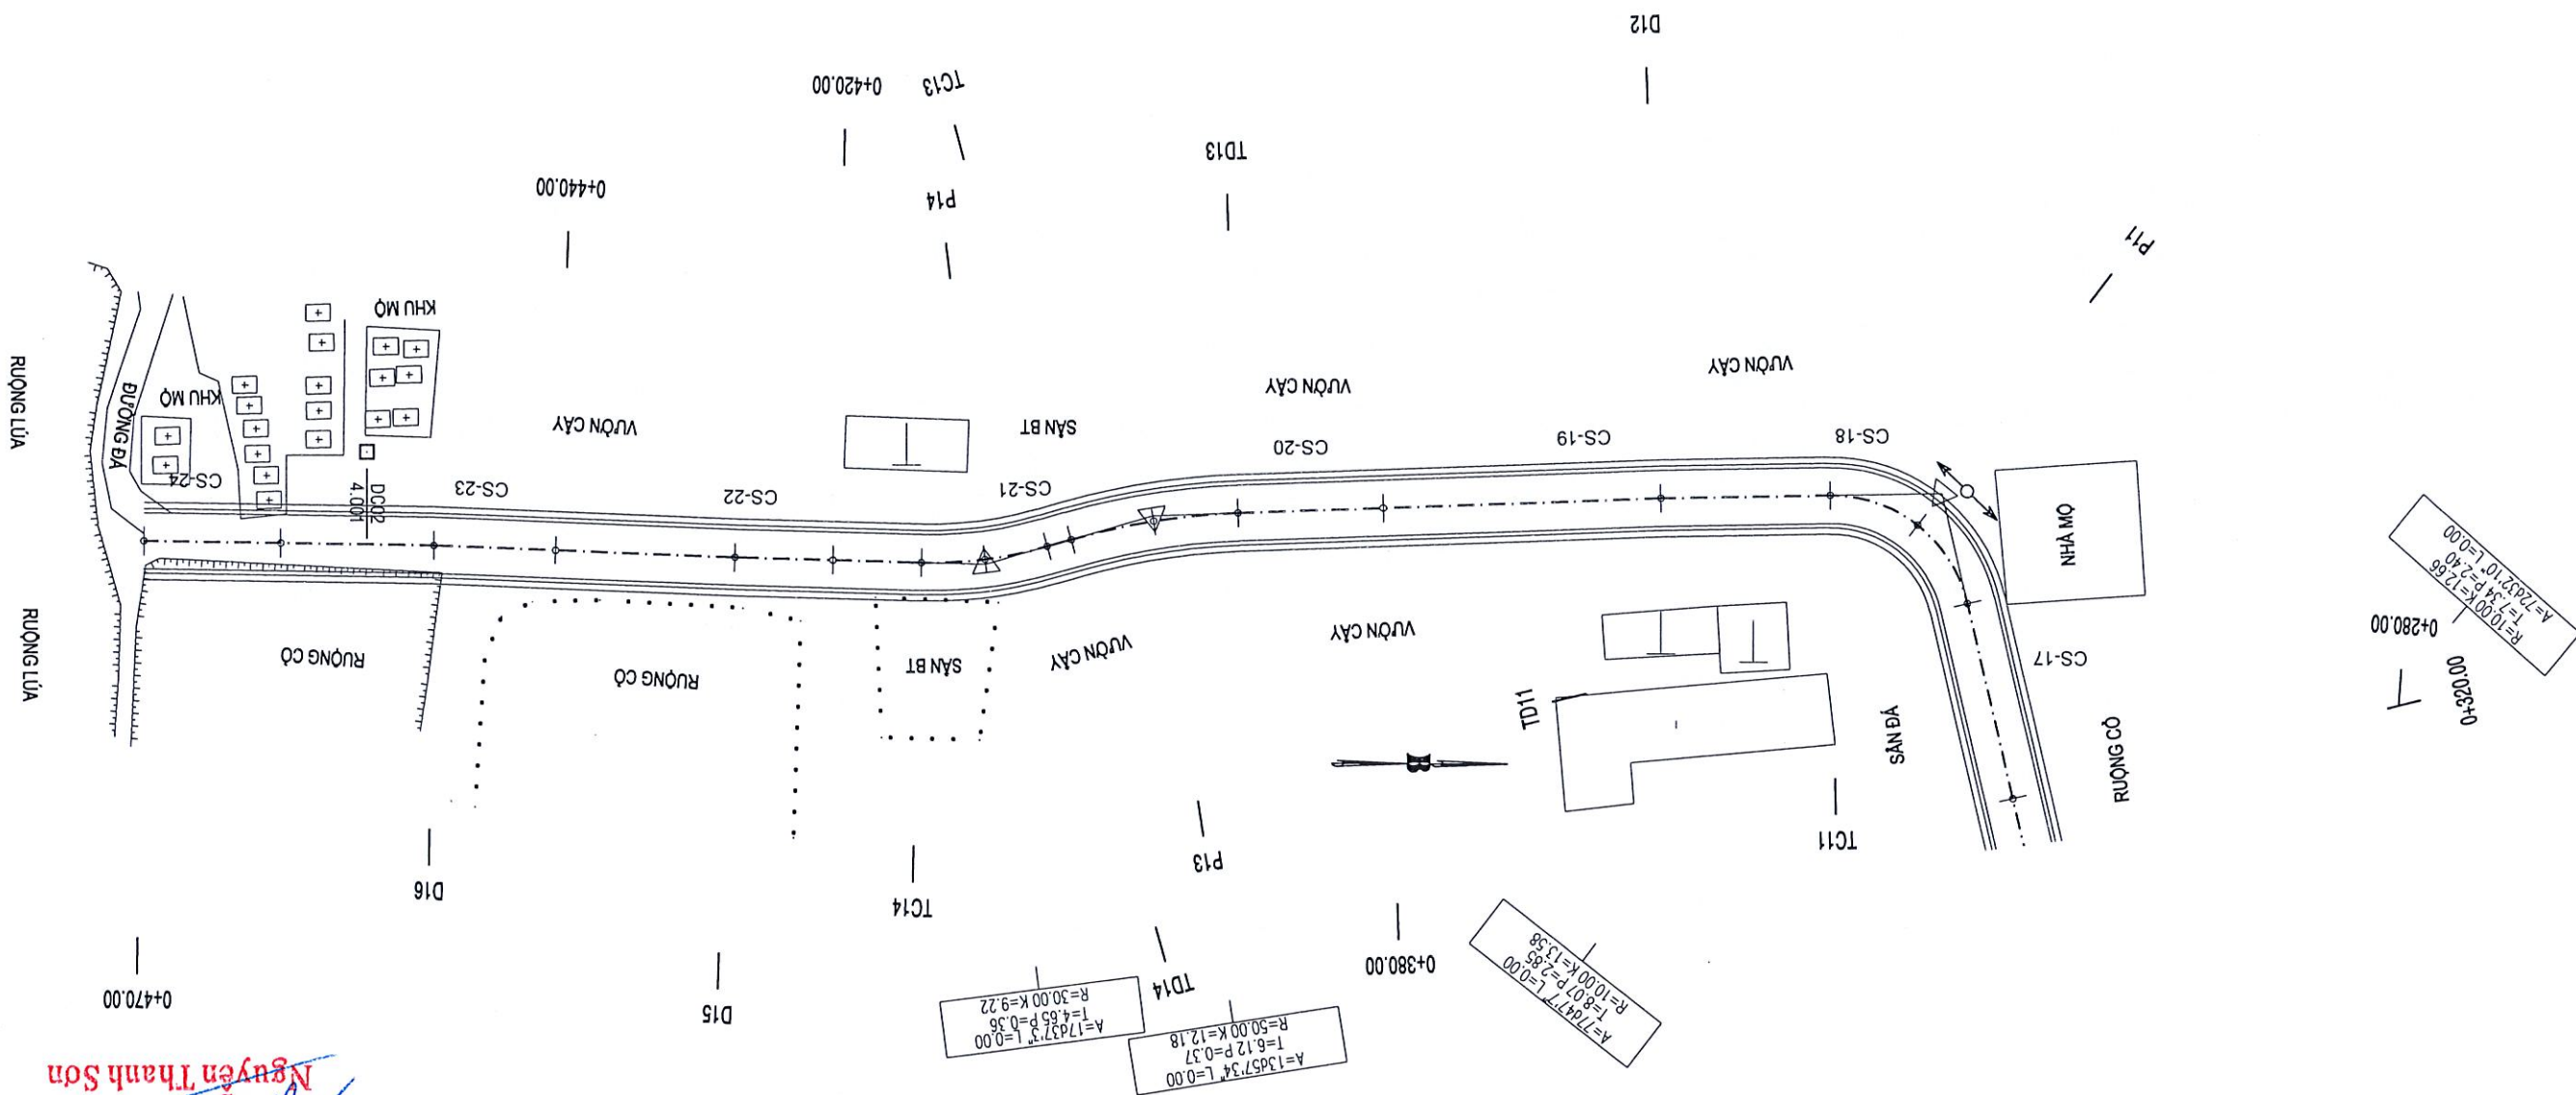 D12
0+420.00
TC13
TD13
P14
0+440.00
P11
RUỘNG LÚA
ĐƯỜNG ĐÁ
KHU MỘ
KHU MỘ
VƯỜN CÂY
SÂN BT
VƯỜN CÂY
VƯỜN CÂY
CS-24
DC02
4.001
CS-23
CS-22
CS-21
CS-20
CS-19
CS-18
NHÀ MỘ
RUỘNG LÚA
RUỘNG CỎ
RUỘNG CỎ
SÂN BT
VƯỜN CÂY
VƯỜN CÂY
CS-17
TD11
SÂN ĐÁ
RUỘNG CỎ
A=72d32'10" L=0.00
T=7.34 P=2.40
R=10.00 K=12.66
0+280.00
0+320.00
TC11
P13
D16
TC14
0+470.00
D15
TD14
0+380.00
A=17d37'3" L=0.00
T=4.65 P=0.36
R=30.00 K=9.22
A=13d57'34" L=0.00
T=6.12 P=0.37
R=50.00 K=12.18
A=77d47'7" L=0.00
T=8.07 P=2.85
R=10.00 K=13.58
Nguyễn Thanh Sơn